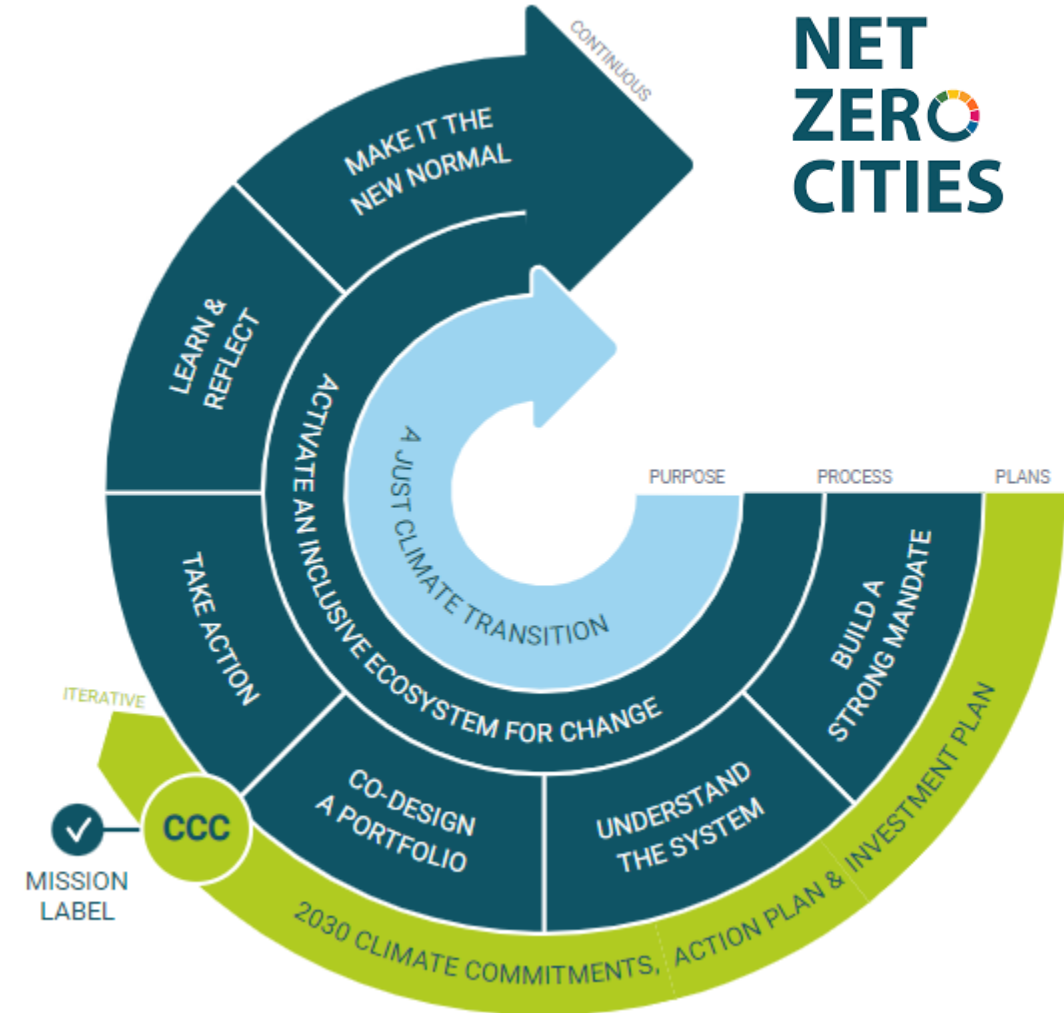 NET
ZERO
CITIES
CONTINUOUS
MAKE IT THE
NEW NORMAL
LEARN &
REFLECT
TAKE ACTION
ACTIVATE AN INCLUSIVE ECOSYSTEM FOR CHANGE
A JUST CLIMATE TRANSITION
PURPOSE
PROCESS
PLANS
BUILD A
STRONG MANDATE
UNDERSTAND
THE SYSTEM
CO-DESIGN
A PORTFOLIO
ITERATIVE
CCC
MISSION
LABEL
2030 CLIMATE COMMITMENTS, ACTION PLAN & INVESTMENT PLAN